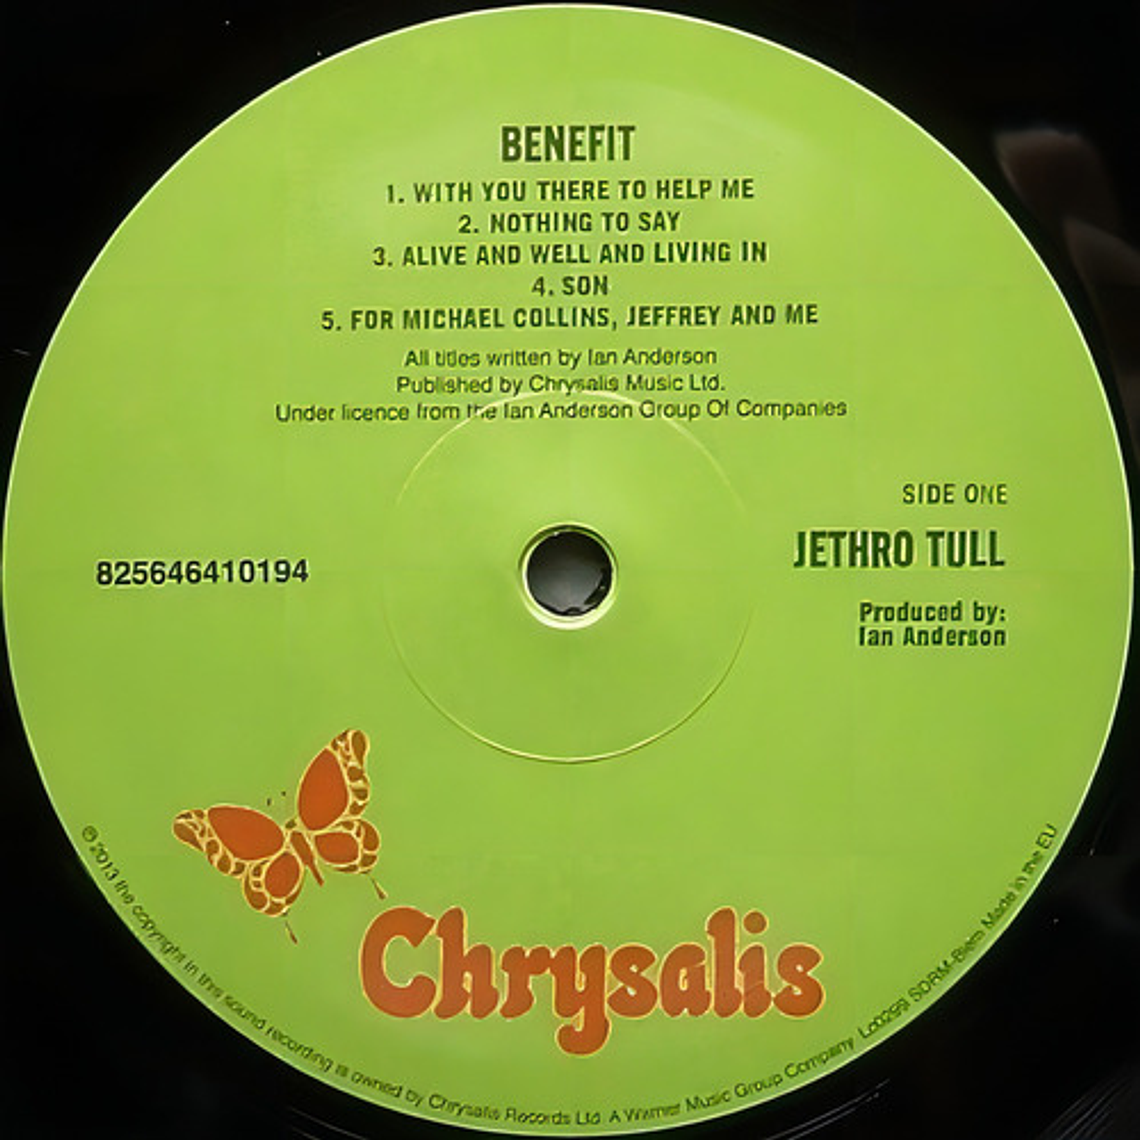 BENEFIT
1. WITH YOU THERE TO HELP ME
2. NOTHING TO SAY
3. ALIVE AND WELL AND LIVING IN
4. SON
5. FOR MICHAEL COLLINS, JEFFREY AND ME
All titles written by Ian Anderson
Published by Chrysalis Music Ltd.
Under licence from the Ian Anderson Group Of Companies
SIDE ONE
JETHRO TULL
825646410194
Produced by:
Ian Anderson
Chrysalis
℗ 2013 the copyright in this sound recording is owned by Chrysalis Records Ltd. A Warner Music Group Company. Lc0299 SDRM-Biem Made in the EU